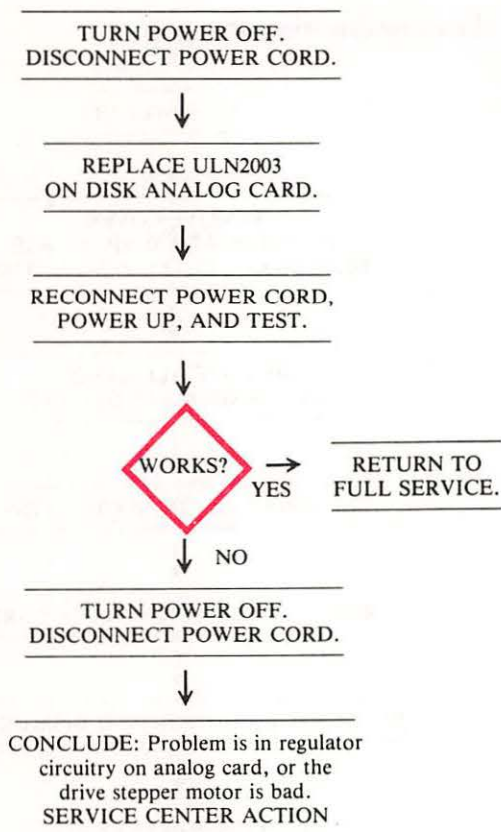 TURN POWER OFF.
DISCONNECT POWER CORD.
REPLACE ULN2003
ON DISK ANALOG CARD.
RECONNECT POWER CORD,
POWER UP, AND TEST.
WORKS?
YES
RETURN TO
FULL SERVICE.
NO
TURN POWER OFF.
DISCONNECT POWER CORD.
CONCLUDE: Problem is in regulator
circuitry on analog card, or the
drive stepper motor is bad.
SERVICE CENTER ACTION